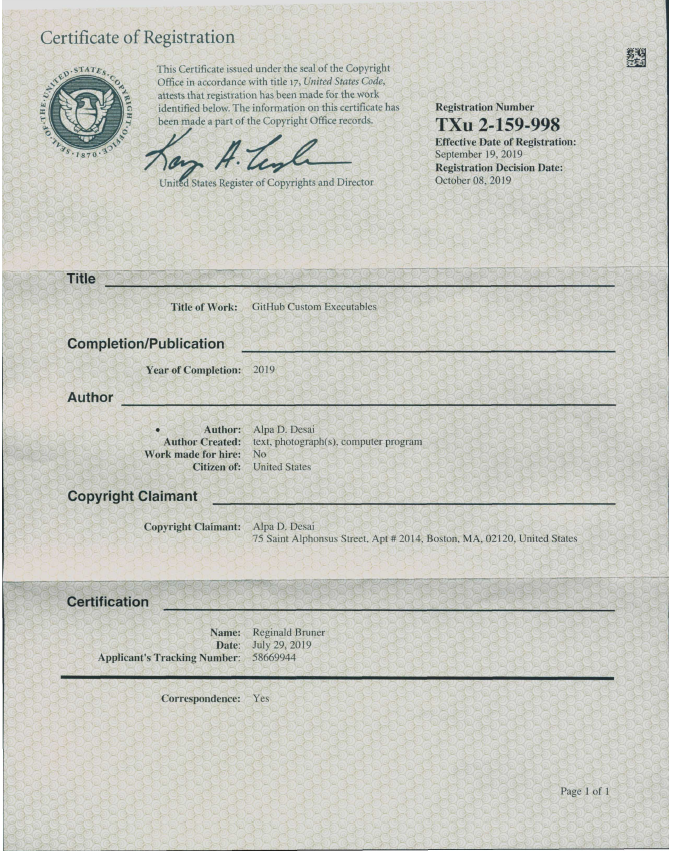 Certificate of Registration
This Certificate issued under the seal of the Copyright
Office in accordance with title 17, United States Code,
attests that registration has been made for the work
identified below. The information on this certificate has
been made a part of the Copyright Office records.
United States Register of Copyrights and Director
SEAL·OF·THE·UNITED·STATES·COPYRIGHT·OFFICE·1870
Registration Number
TXu 2-159-998
Effective Date of Registration:
September 19, 2019
Registration Decision Date:
October 08, 2019
Title
Title of Work: GitHub Custom Executables
Completion/Publication
Year of Completion: 2019
Author
• Author: Alpa D. Desai
Author Created: text, photograph(s), computer program
Work made for hire: No
Citizen of: United States
Copyright Claimant
Copyright Claimant: Alpa D. Desai
75 Saint Alphonsus Street, Apt # 2014, Boston, MA, 02120, United States
Certification
Name: Reginald Bruner
Date: July 29, 2019
Applicant's Tracking Number: 58669944
Correspondence: Yes
Page 1 of 1